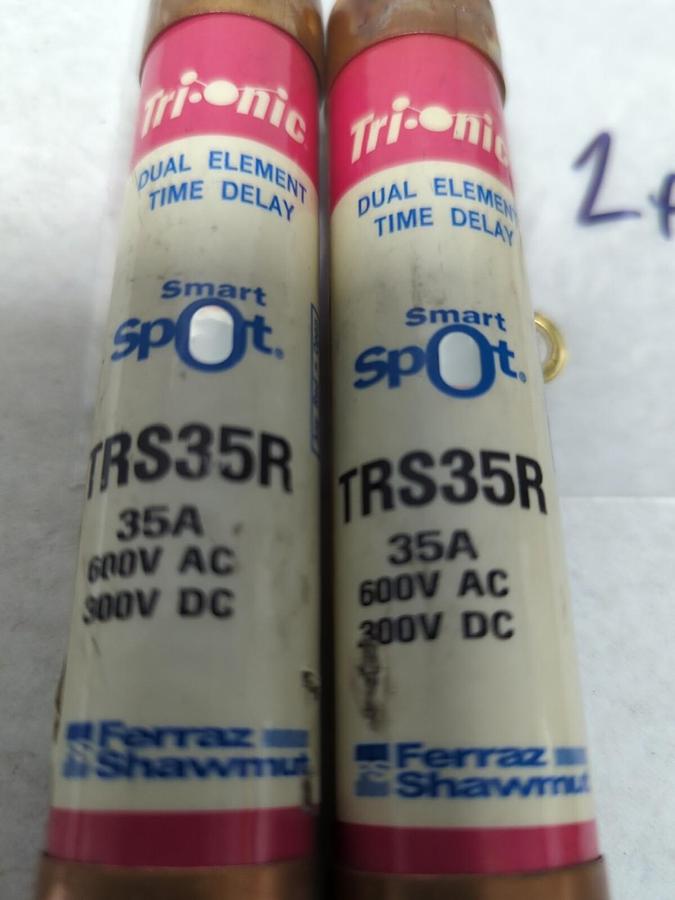 Tri-onic
DUAL ELEMENT
TIME DELAY
Smart
Spot®
TRS35R
35A
600V AC
300V DC
Ferraz
Shawmut
Tri-onic
DUAL ELEMENT
TIME DELAY
Smart
Spot®
TRS35R
35A
600V AC
300V DC
Ferraz
Shawmut
2